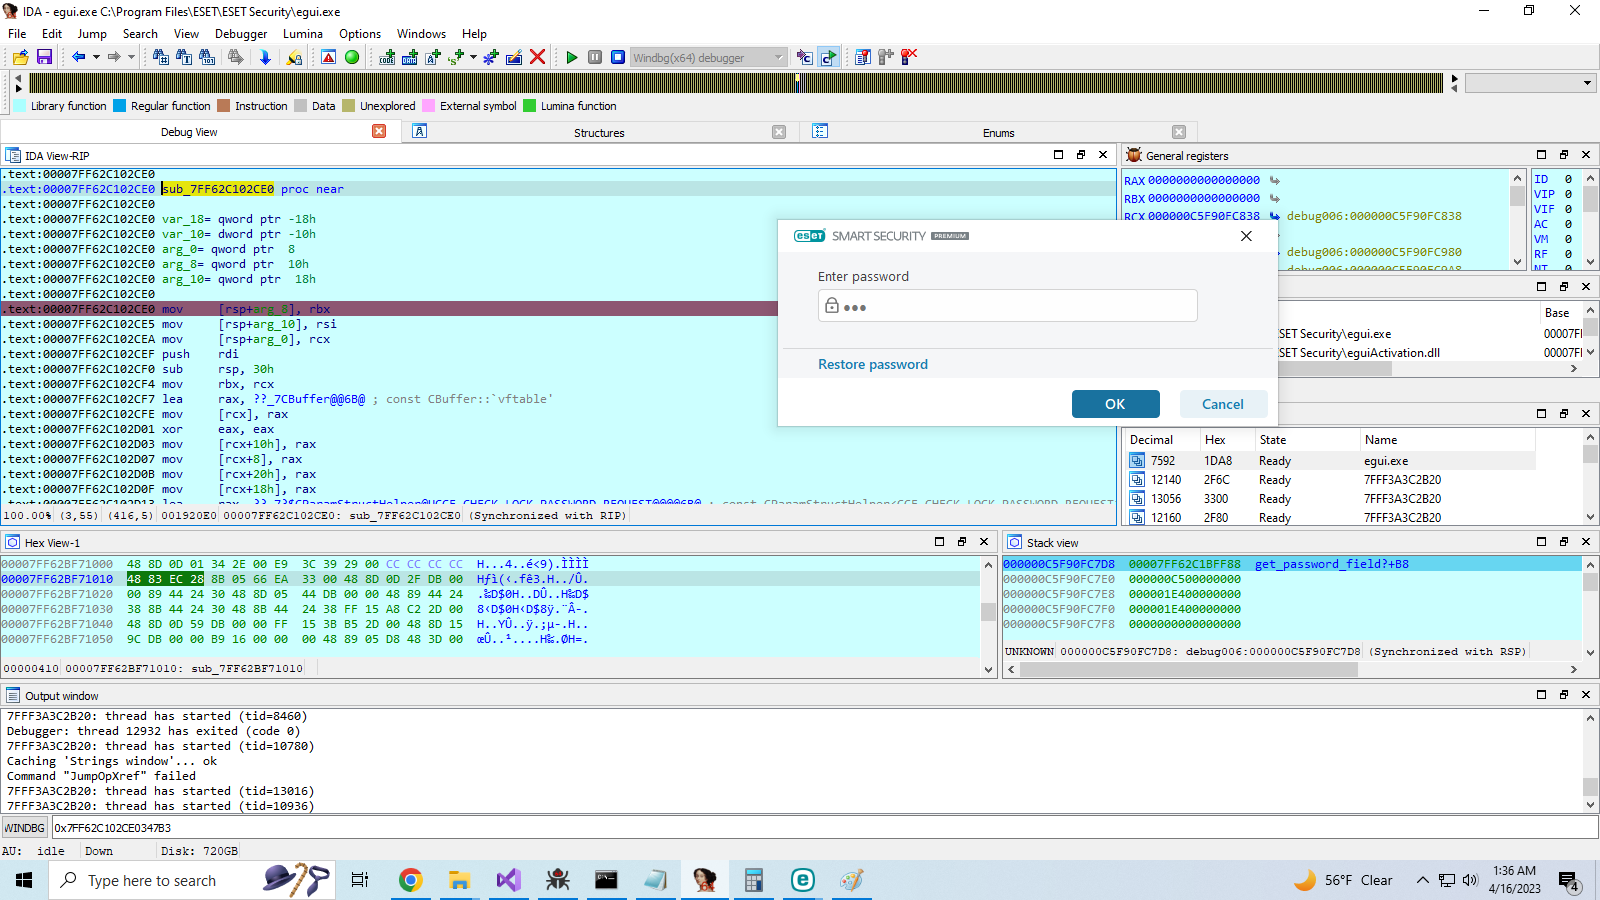 IDA - egui.exe C:\Program Files\ESET\ESET Security\egui.exe
File Edit Jump Search View Debugger Lumina Options Windows Help
Windbg(x64) debugger
Library function Regular function Instruction Data Unexplored External symbol Lumina function
Debug View Structures Enums
IDA View-RIP
.text:00007FF62C102CE0
.text:00007FF62C102CE0 sub_7FF62C102CE0 proc near
.text:00007FF62C102CE0
.text:00007FF62C102CE0 var_18= qword ptr -18h
.text:00007FF62C102CE0 var_10= dword ptr -10h
.text:00007FF62C102CE0 arg_0= qword ptr  8
.text:00007FF62C102CE0 arg_8= qword ptr  10h
.text:00007FF62C102CE0 arg_10= qword ptr  18h
.text:00007FF62C102CE0
.text:00007FF62C102CE0 mov     [rsp+arg_8], rbx
.text:00007FF62C102CE5 mov     [rsp+arg_10], rsi
.text:00007FF62C102CEA mov     [rsp+arg_0], rcx
.text:00007FF62C102CEF push    rdi
.text:00007FF62C102CF0 sub     rsp, 30h
.text:00007FF62C102CF4 mov     rbx, rcx
.text:00007FF62C102CF7 lea     rax, ??_7CBuffer@@6B@ ; const CBuffer::`vftable'
.text:00007FF62C102CFE mov     [rcx], rax
.text:00007FF62C102D01 xor     eax, eax
.text:00007FF62C102D03 mov     [rcx+10h], rax
.text:00007FF62C102D07 mov     [rcx+8], rax
.text:00007FF62C102D0B mov     [rcx+20h], rax
.text:00007FF62C102D0F mov     [rcx+18h], rax
100.00% (3,55) (416,5) 001920E0 00007FF62C102CE0: sub_7FF62C102CE0 (Synchronized with RIP)
General registers
RAX 0000000000000000
RBX 0000000000000000
RCX 000000C5F90FC838 debug006:000000C5F90FC838
debug006:000000C5F90FC980
ID 0
VIP 0
VIF 0
AC 0
VM 0
RF 0
eset SMART SECURITY PREMIUM
Enter password
•••
Restore password
OK Cancel
Base
SET Security\egui.exe 00007FF
SET Security\eguiActivation.dll 00007FF
Decimal Hex State Name
7592 1DA8 Ready egui.exe
12140 2F6C Ready 7FFF3A3C2B20
13056 3300 Ready 7FFF3A3C2B20
12160 2F80 Ready 7FFF3A3C2B20
Hex View-1
00007FF62BF71000  48 8D 0D 01 34 2E 00 E9  3C 39 29 00 CC CC CC CC  H...4..é<9).ÌÌÌÌ
00007FF62BF71010  48 83 EC 28 8B 05 66 EA  33 00 48 8D 0D 2F DB 00  Hƒì(‹.fê3.H../Û.
00007FF62BF71020  00 89 44 24 30 48 8D 05  44 DB 00 00 48 89 44 24  .‰D$0H..DÛ..H‰D$
00007FF62BF71030  38 8B 44 24 30 48 8B 44  24 38 FF 15 A8 C2 2D 00  8‹D$0H‹D$8ÿ.¨Â-.
00007FF62BF71040  48 8D 0D 59 DB 00 00 FF  15 3B B5 2D 00 48 8D 15  H..YÛ..ÿ.;µ-.H..
00007FF62BF71050  9C DB 00 00 B9 16 00 00  00 48 89 05 D8 48 3D 00  œÛ..¹....H‰.ØH=.
00000410 00007FF62BF71010: sub_7FF62BF71010
Stack view
000000C5F90FC7D8  00007FF62C1BFF88  get_password_field?+B8
000000C5F90FC7E0  000000C500000000
000000C5F90FC7E8  000001E400000000
000000C5F90FC7F0  000001E400000000
000000C5F90FC7F8  0000000000000000
UNKNOWN 000000C5F90FC7D8: debug006:000000C5F90FC7D8 (Synchronized with RSP)
Output window
7FFF3A3C2B20: thread has started (tid=8460)
Debugger: thread 12932 has exited (code 0)
7FFF3A3C2B20: thread has started (tid=10780)
Caching 'Strings window'... ok
Command "JumpOpXref" failed
7FFF3A3C2B20: thread has started (tid=13016)
7FFF3A3C2B20: thread has started (tid=10936)
WINDBG 0x7FF62C102CE0347B3
AU: idle Down Disk: 720GB
Type here to search
56°F Clear
1:36 AM
4/16/2023
4